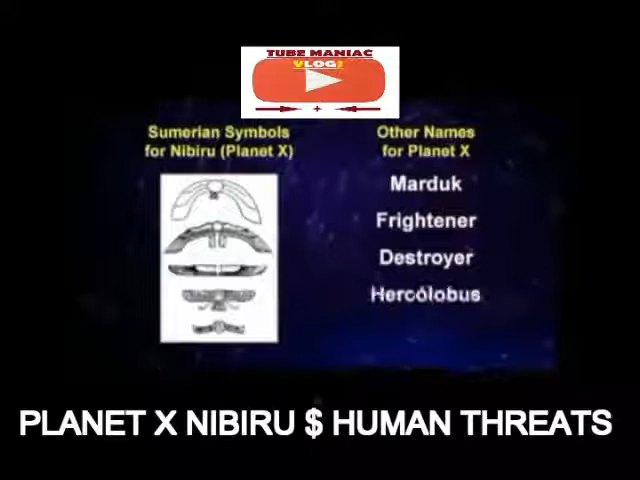 TUBE MANIAC
VLOGZ
Sumerian Symbols
for Nibiru (Planet X)
Other Names
for Planet X
Marduk
Frightener
Destroyer
Hercólobus
PLANET X NIBIRU $ HUMAN THREATS